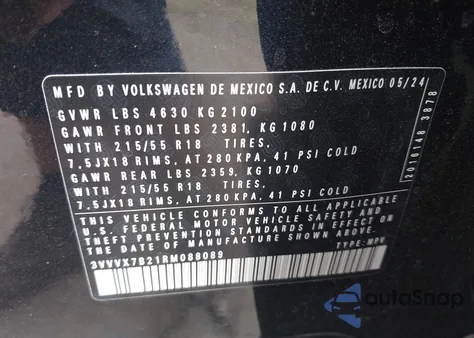 MFD BY VOLKSWAGEN DE MEXICO S.A. DE C.V. MEXICO 05/24
GVWR LBS 4630 KG 2100
GAWR FRONT LBS 2381, KG 1080
WITH 215/55 R18 TIRES.
7,5JX18 RIMS, AT 280 KPA, 41 PSI COLD
GAWR REAR LBS 2359, KG 1070
WITH 215/55 R18 TIRES.
7,5JX18 RIMS, AT 280 KPA, 41 PSI COLD
THIS VEHICLE CONFORMS TO ALL APPLICABLE
U.S. FEDERAL MOTOR VEHICLE SAFETY AND
THEFT PREVENTION STANDARDS IN EFFECT ON THE
DATE OF MANUFACTURE SHOWN ABOVE.
3VVVX7B21RM088089
TYPE: MPV
2016148 3878
autoSnap